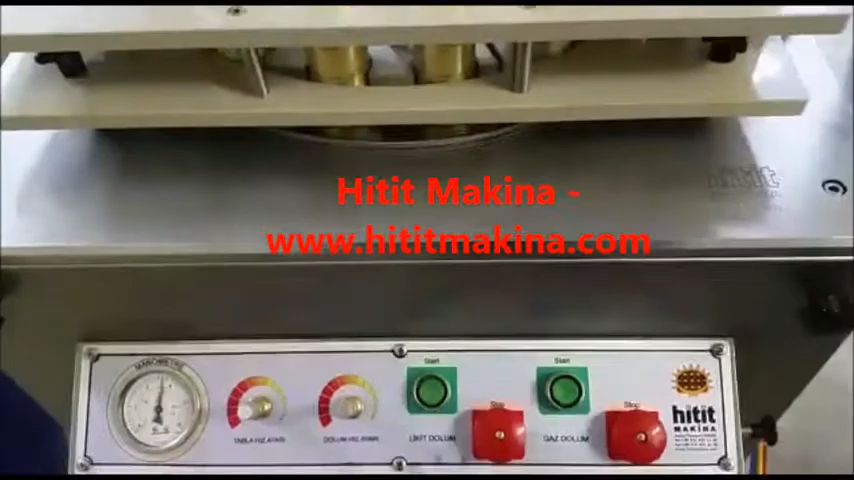 hitit
Hitit Makina -
www.hititmakina.com
MANOMETRE
Start
Start
Stop
Stop
TABLA HIZ AYARI
DOLUM HIZ AYARI
LİKİT DOLUM
GAZ DOLUM
hitit
MAKİNA